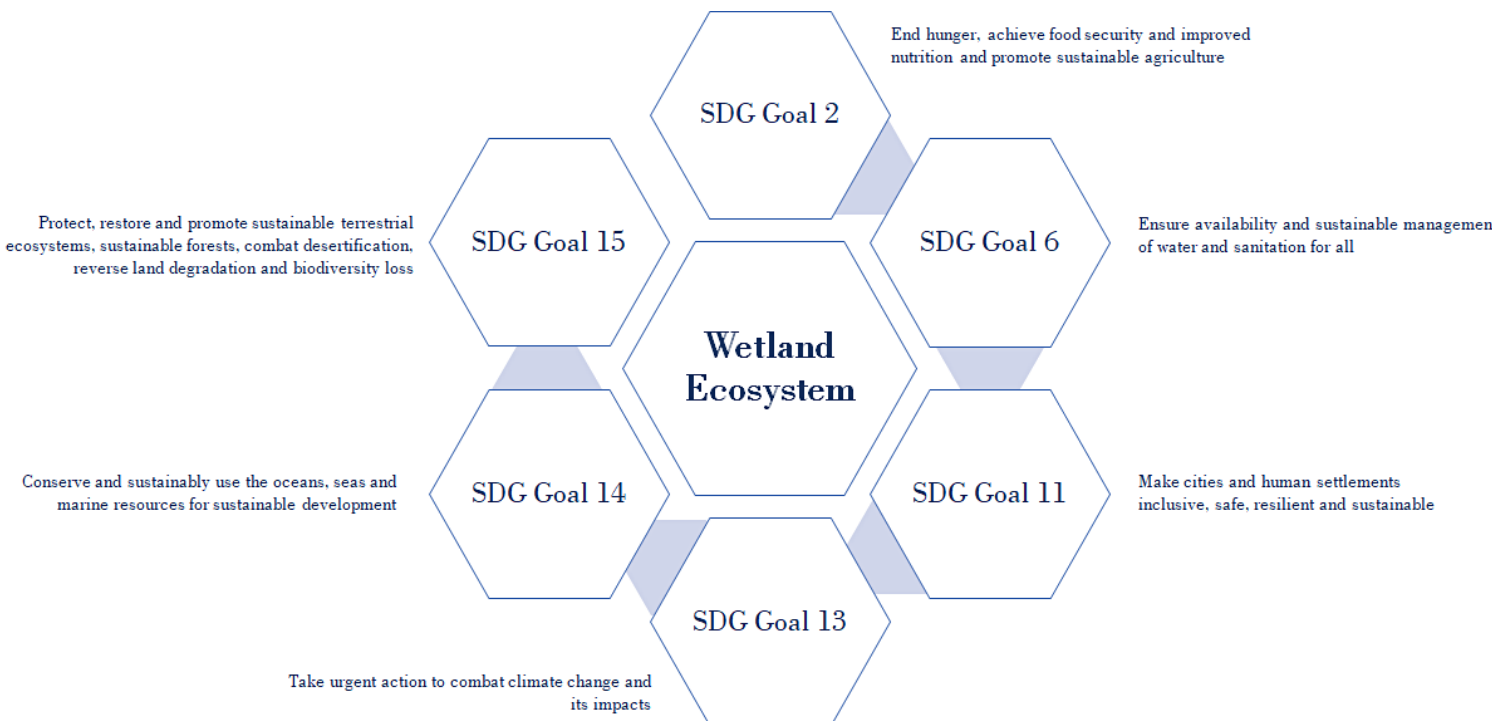 End hunger, achieve food security and improved
nutrition and promote sustainable agriculture
SDG Goal 2
Protect, restore and promote sustainable terrestrial
ecosystems, sustainable forests, combat desertification,
reverse land degradation and biodiversity loss
SDG Goal 15
SDG Goal 6
Ensure availability and sustainable managemen
of water and sanitation for all
Wetland
Ecosystem
Conserve and sustainably use the oceans, seas and
marine resources for sustainable development
SDG Goal 14
SDG Goal 11
Make cities and human settlements
inclusive, safe, resilient and sustainable
SDG Goal 13
Take urgent action to combat climate change and
its impacts